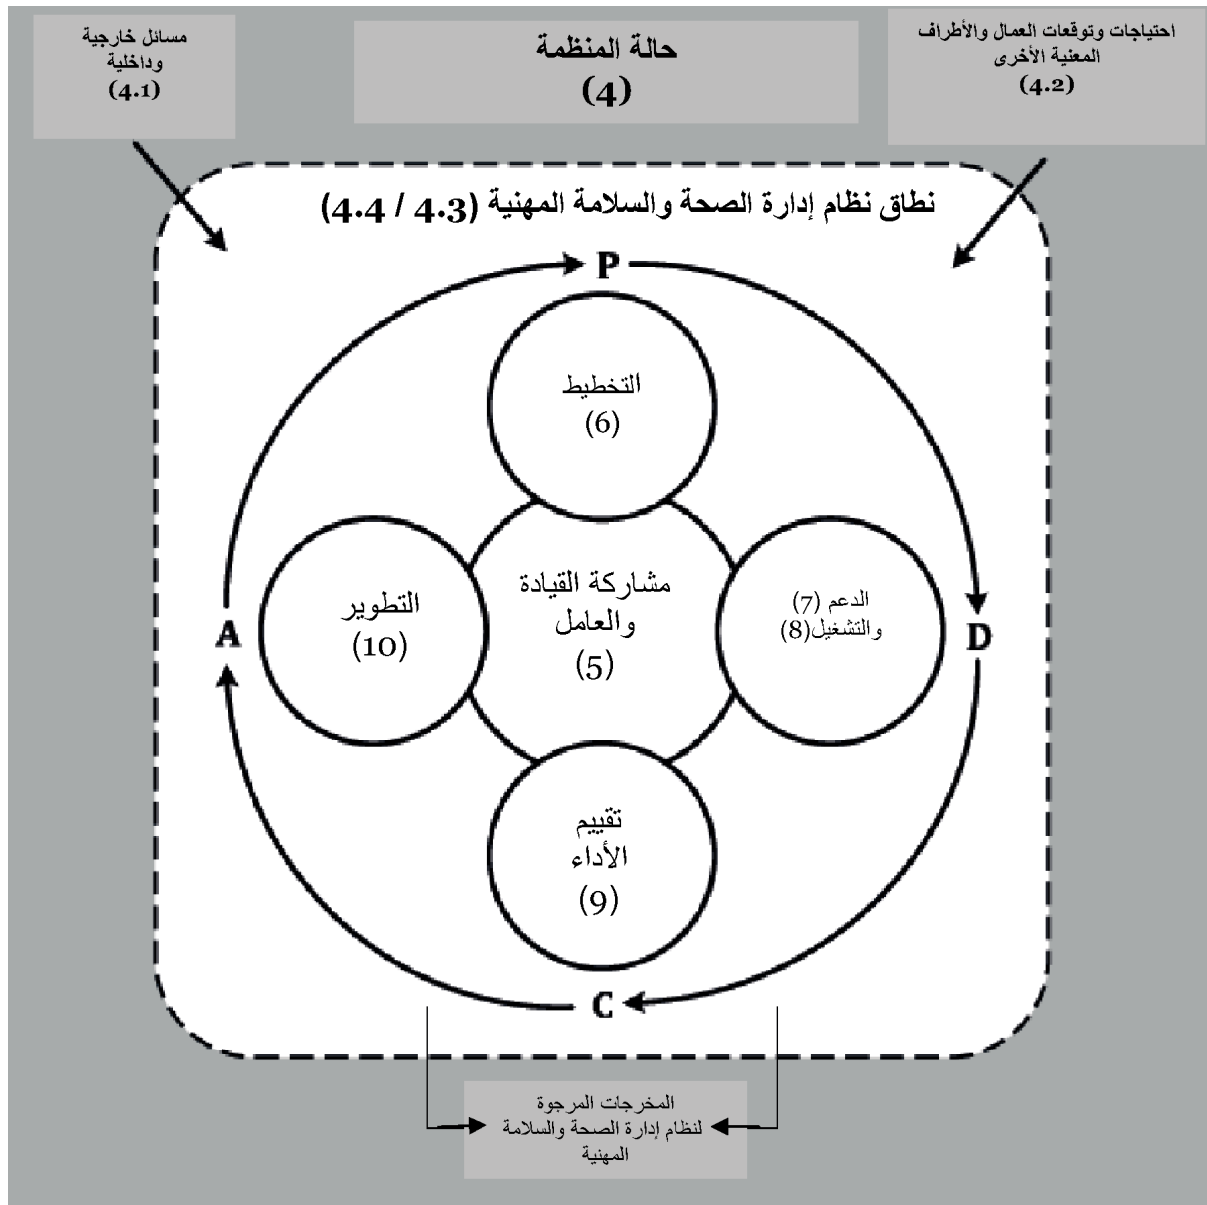 احتياجات وتوقعات العمال والأطراف
المعنية الأخرى
(4.2)
حالة المنظمة
(4)
مسائل خارجية
وداخلية
(4.1)
نطاق نظام إدارة الصحة والسلامة المهنية (4.3 / 4.4)
P
التخطيط
(6)
الدعم (7)
والتشغيل(8)
D
مشاركة القيادة
والعامل
(5)
التطوير
(10)
A
تقييم
الأداء
(9)
C
المخرجات المرجوة
لنظام إدارة الصحة والسلامة
المهنية